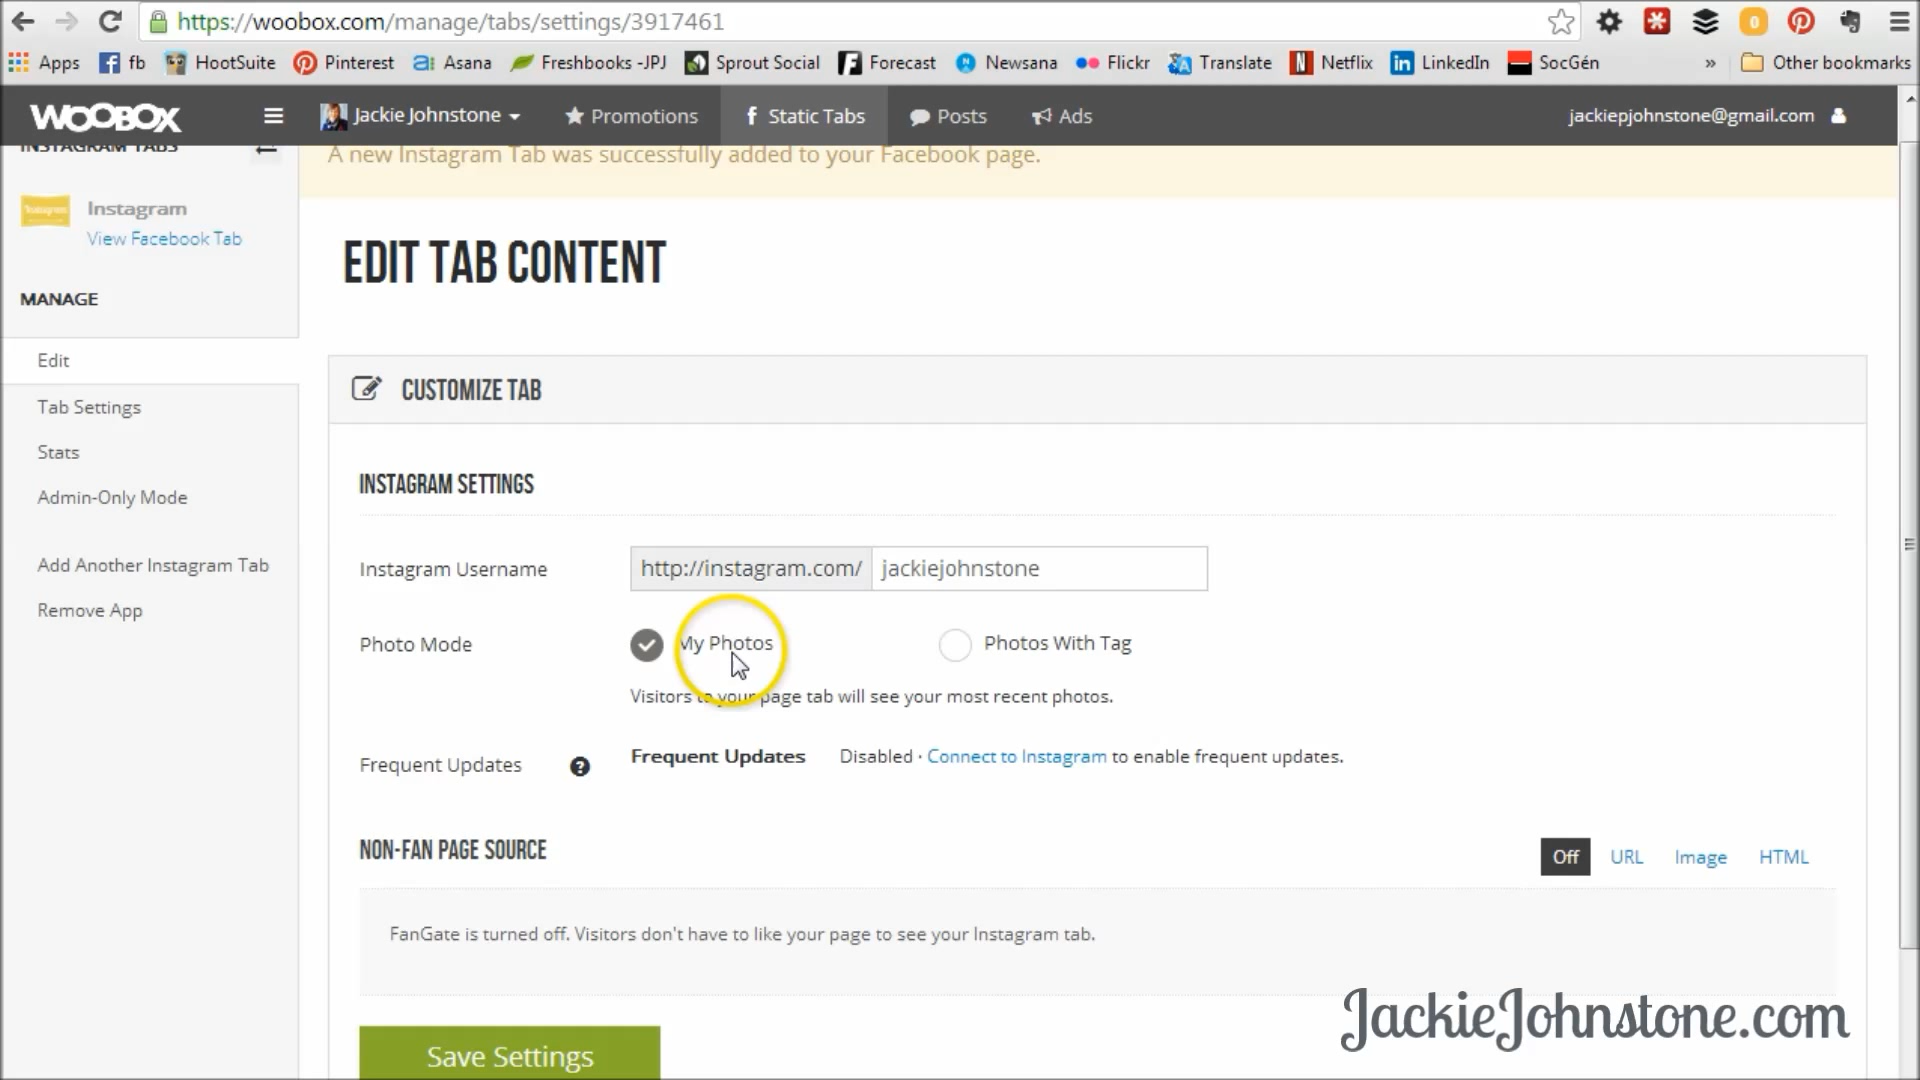 https://woobox.com/manage/tabs/settings/3917461
Apps fb HootSuite Pinterest Asana Freshbooks -JPJ Sprout Social Forecast Newsana Flickr Translate Netflix LinkedIn SocGén » Other bookmarks
WOOBOX Jackie Johnstone Promotions Static Tabs Posts Ads jackiepjohnstone@gmail.com
INSTAGRAM TABS
A new Instagram Tab was successfully added to your Facebook page.
Instagram
View Facebook Tab
EDIT TAB CONTENT
MANAGE
Edit
Tab Settings
Stats
Admin-Only Mode
Add Another Instagram Tab
Remove App
CUSTOMIZE TAB
INSTAGRAM SETTINGS
Instagram Username http://instagram.com/ jackiejohnstone
Photo Mode My Photos Photos With Tag
Visitors to your page tab will see your most recent photos.
Frequent Updates ? Frequent Updates Disabled · Connect to Instagram to enable frequent updates.
NON-FAN PAGE SOURCE Off URL Image HTML
FanGate is turned off. Visitors don't have to like your page to see your Instagram tab.
Save Settings
JackieJohnstone.com